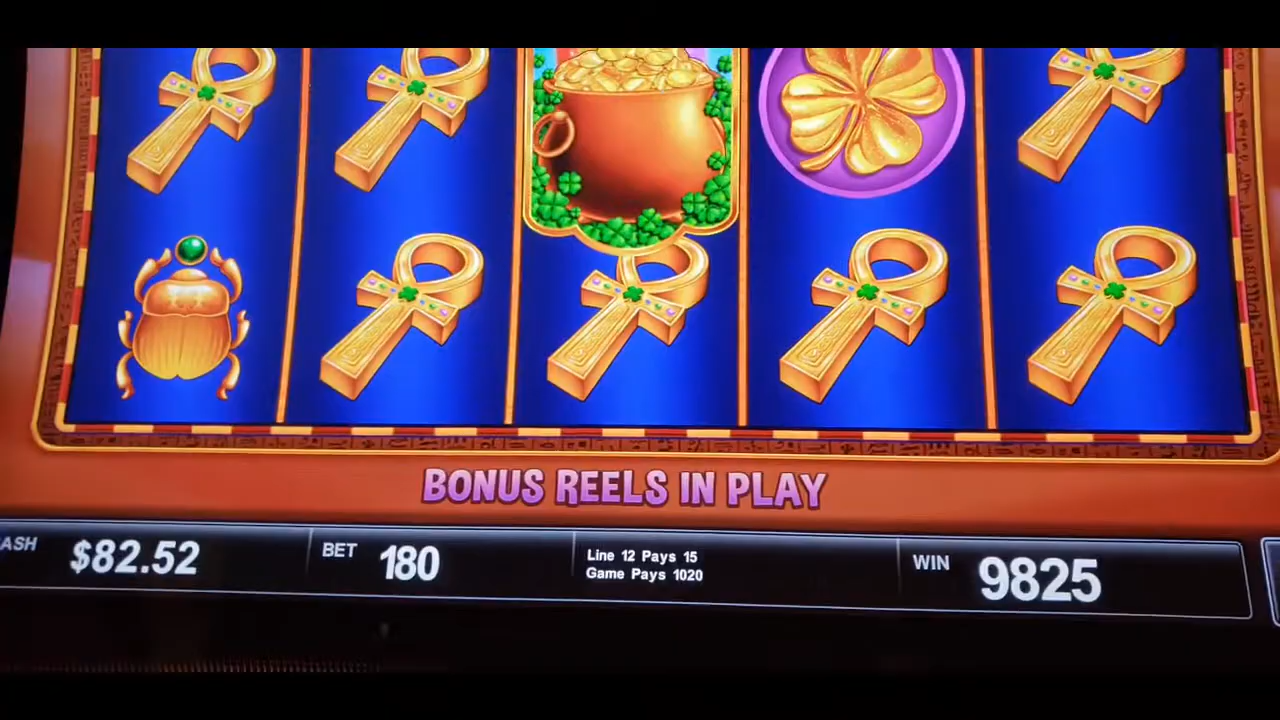 BONUS REELS IN PLAY
ASH $82.52
BET 180
Line 12 Pays 15
Game Pays 1020
WIN 9825